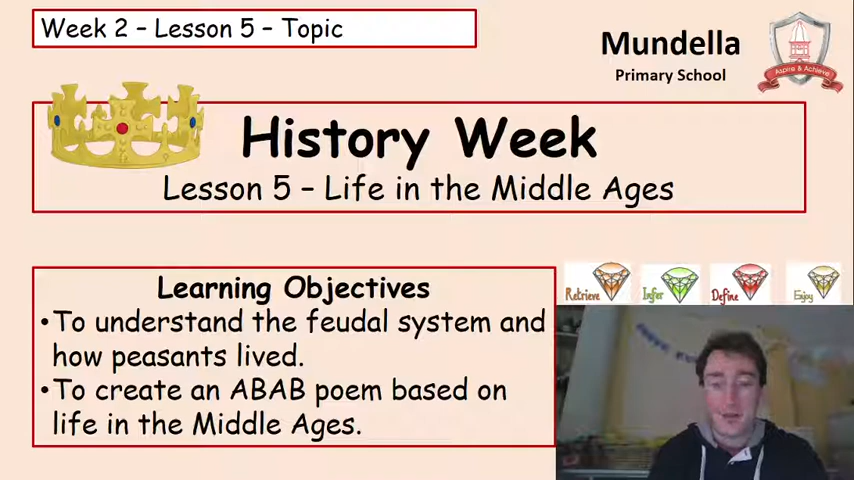 Week 2 – Lesson 5 – Topic
Mundella
Primary School
Aspire & Achieve
History Week
Lesson 5 – Life in the Middle Ages
Learning Objectives
•To understand the feudal system and
how peasants lived.
•To create an ABAB poem based on
life in the Middle Ages.
Retrieve
Infer
Define
Enjoy